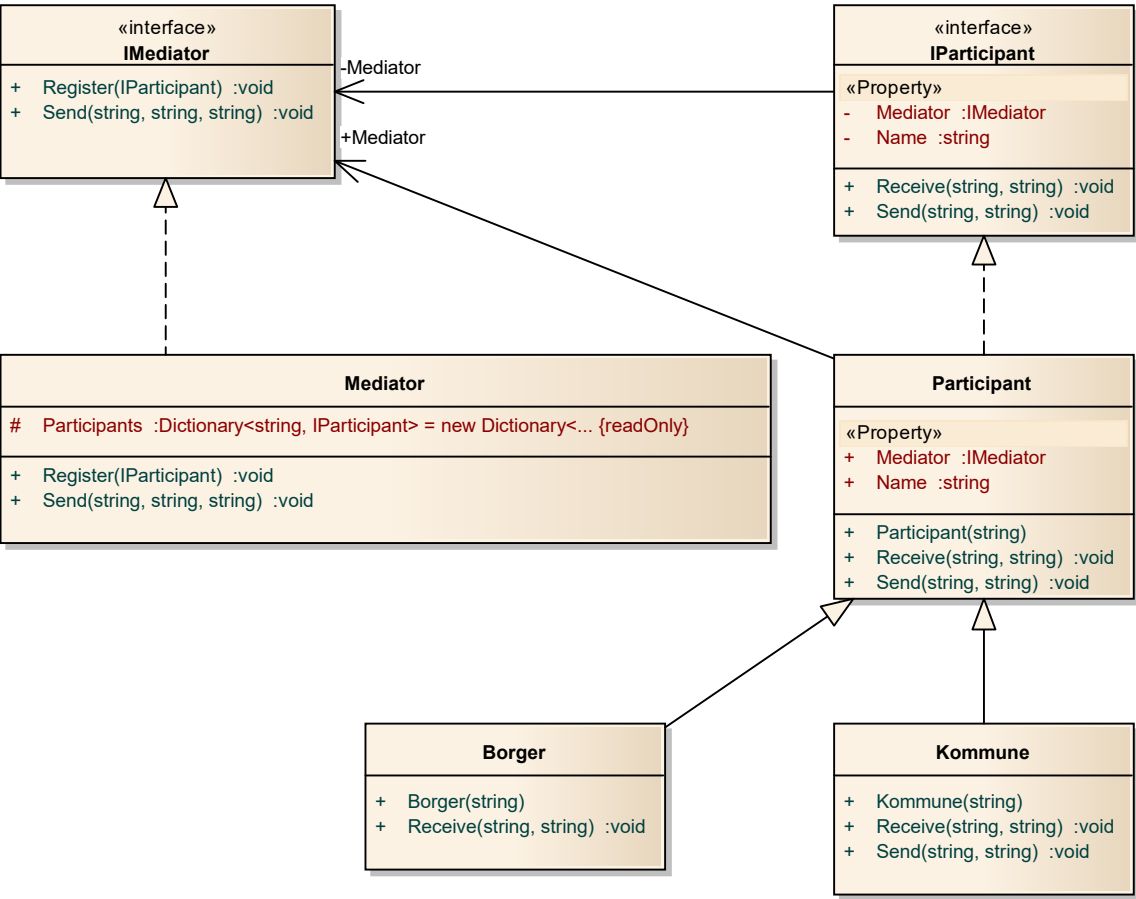 «interface»
IMediator
+ Register(IParticipant) :void
+ Send(string, string, string) :void
-Mediator
+Mediator
«interface»
IParticipant
«Property»
- Mediator :IMediator
- Name :string
+ Receive(string, string) :void
+ Send(string, string) :void
Mediator
# Participants :Dictionary<string, IParticipant> = new Dictionary<... {readOnly}
+ Register(IParticipant) :void
+ Send(string, string, string) :void
Participant
«Property»
+ Mediator :IMediator
+ Name :string
+ Participant(string)
+ Receive(string, string) :void
+ Send(string, string) :void
Borger
+ Borger(string)
+ Receive(string, string) :void
Kommune
+ Kommune(string)
+ Receive(string, string) :void
+ Send(string, string) :void